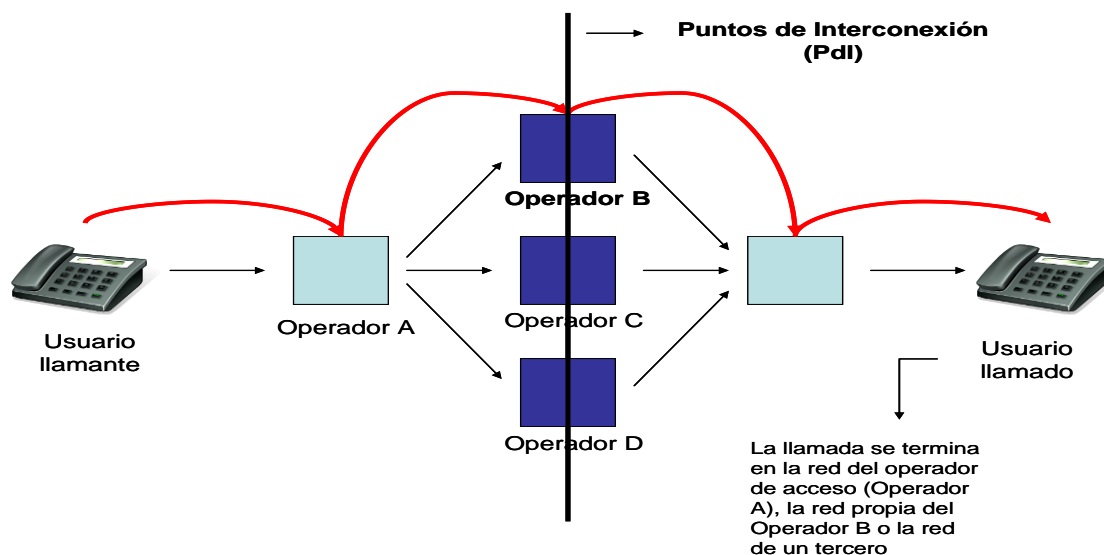 Puntos de Interconexión
(PdI)
Operador B
Operador A
Operador C
Usuario
llamante
Usuario
llamado
Operador D
La llamada se termina
en la red del operador
de acceso (Operador
A), la red propia del
Operador B o la red
de un tercero